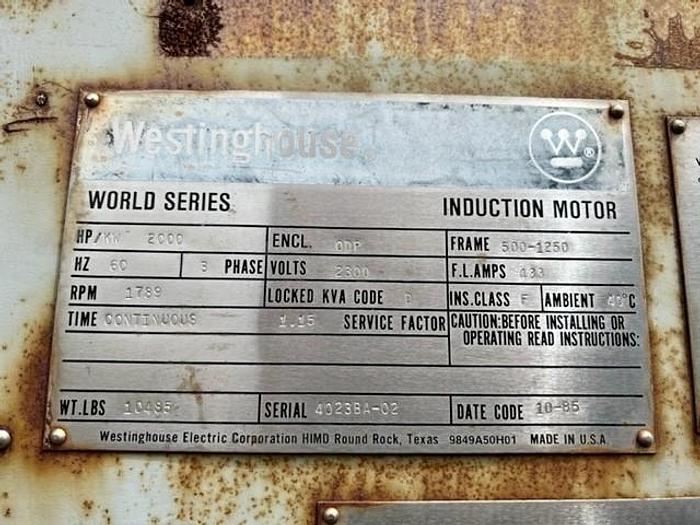 Westinghouse
WORLD SERIES INDUCTION MOTOR
HP/KW 2000 ENCL. ODP FRAME 500-1250
HZ 60 3 PHASE VOLTS 2300 F.L.AMPS 433
RPM 1789 LOCKED KVA CODE D INS.CLASS F AMBIENT 40°C
TIME CONTINUOUS 1.15 SERVICE FACTOR CAUTION:BEFORE INSTALLING OR
OPERATING READ INSTRUCTIONS:
WT.LBS 10485 SERIAL 4023BA-02 DATE CODE 10-85
Westinghouse Electric Corporation HIMD Round Rock, Texas 9849A50H01 MADE IN U.S.A.